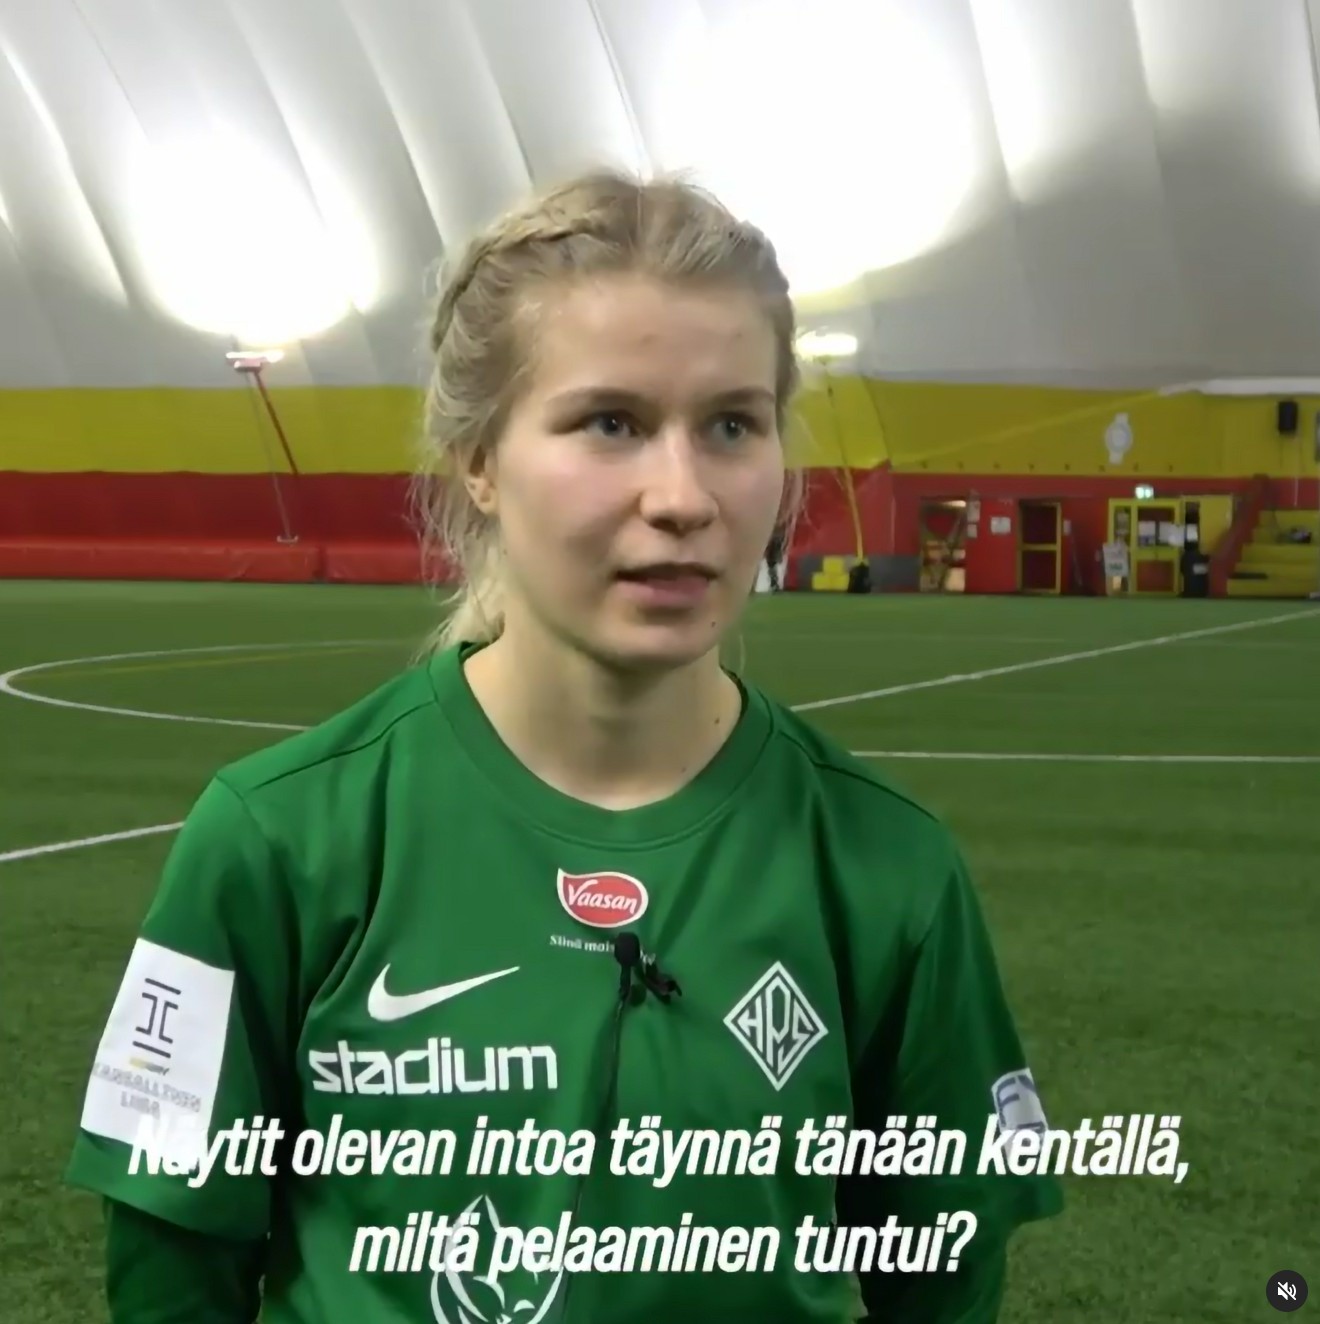 Vaasan
stadium
HPS
Näytit olevan intoa täynnä tänään kentällä,
miltä pelaaminen tuntui?